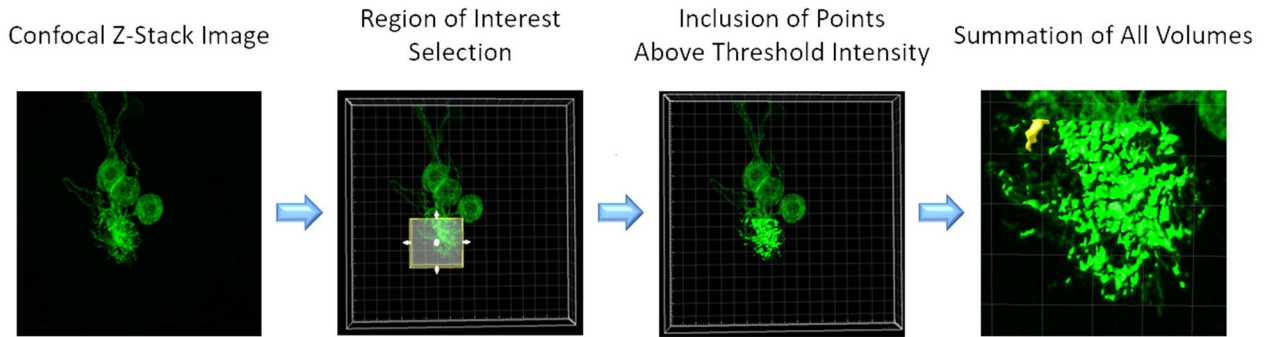 Confocal Z-Stack Image
Region of Interest
Selection
Inclusion of Points
Above Threshold Intensity
Summation of All Volumes